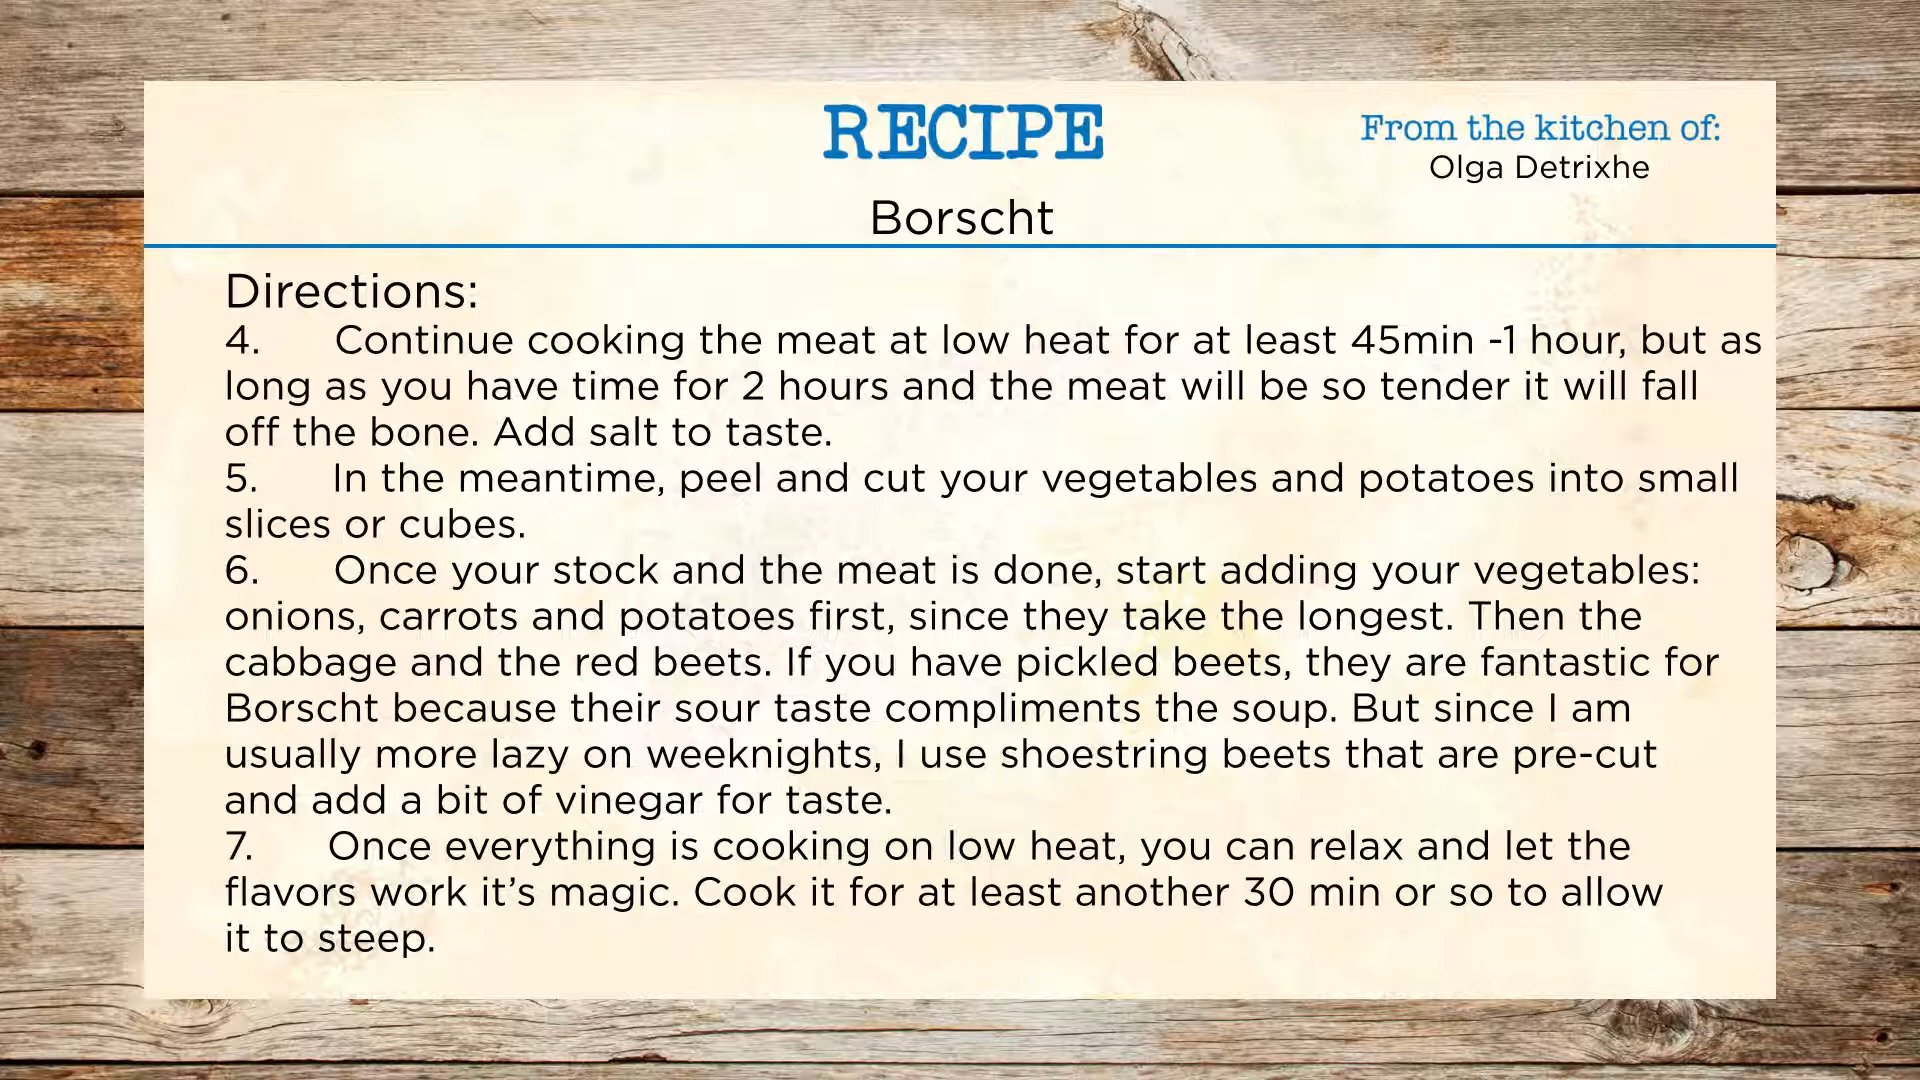 RECIPE
From the kitchen of:
Olga Detrixhe
Borscht
Directions:
4. Continue cooking the meat at low heat for at least 45min -1 hour, but as
long as you have time for 2 hours and the meat will be so tender it will fall
off the bone. Add salt to taste.
5. In the meantime, peel and cut your vegetables and potatoes into small
slices or cubes.
6. Once your stock and the meat is done, start adding your vegetables:
onions, carrots and potatoes first, since they take the longest. Then the
cabbage and the red beets. If you have pickled beets, they are fantastic for
Borscht because their sour taste compliments the soup. But since I am
usually more lazy on weeknights, I use shoestring beets that are pre-cut
and add a bit of vinegar for taste.
7. Once everything is cooking on low heat, you can relax and let the
flavors work it’s magic. Cook it for at least another 30 min or so to allow
it to steep.